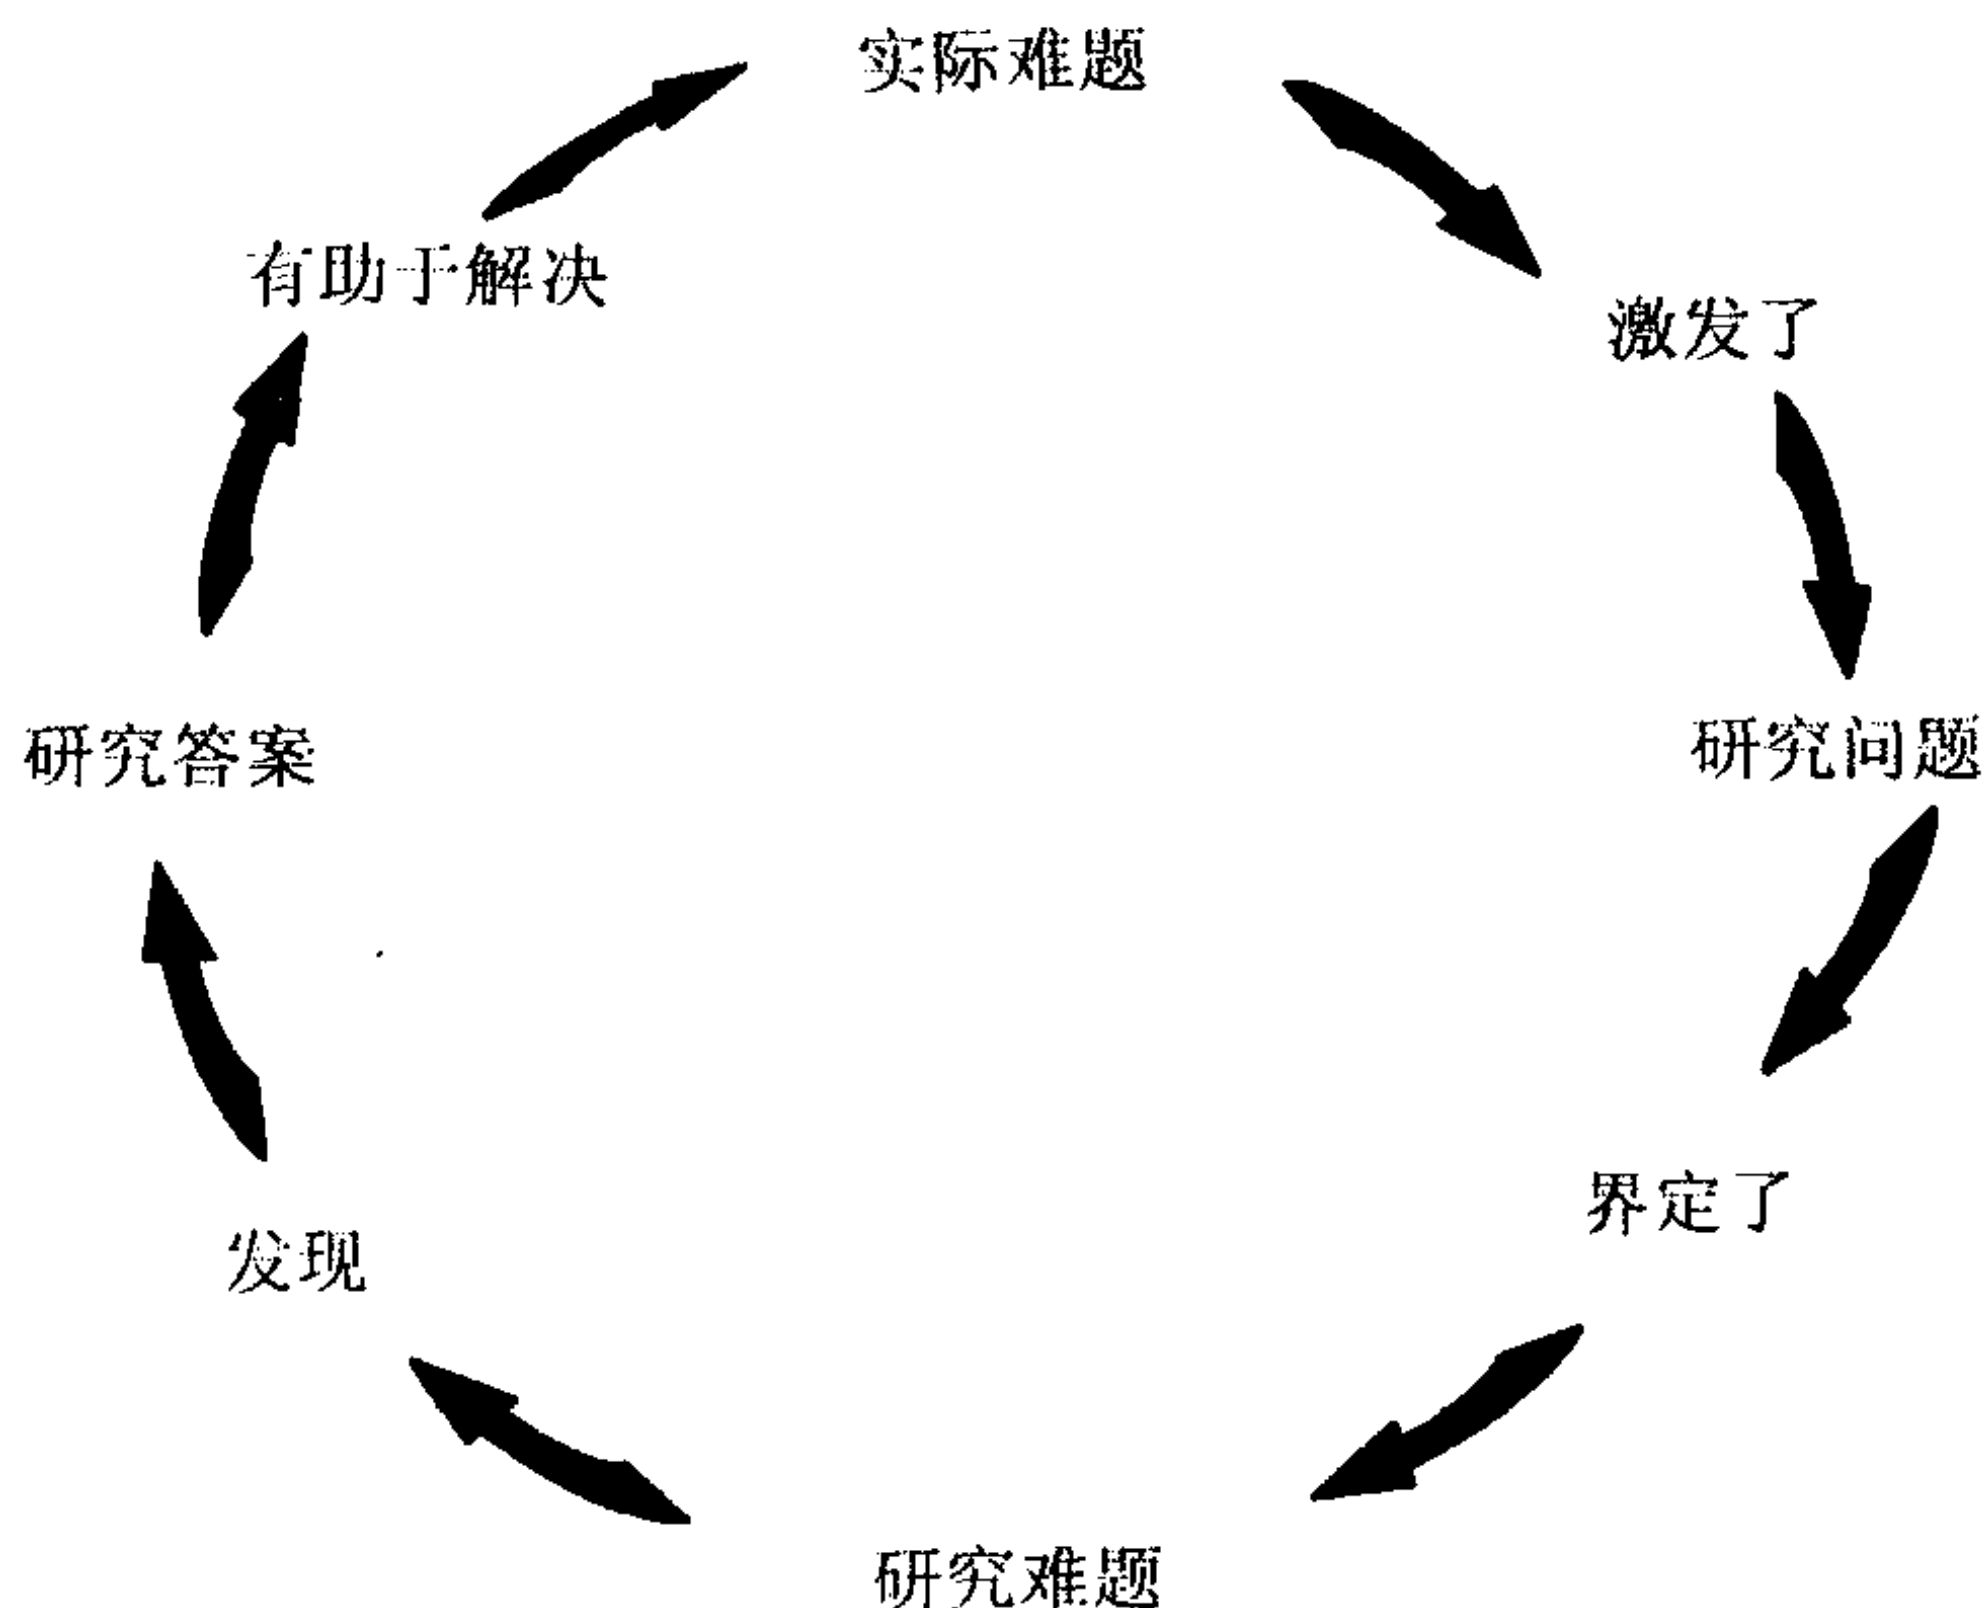 实际难题
激发了
研究问题
界定了
研究难题
发现
研究答案
有助于解决